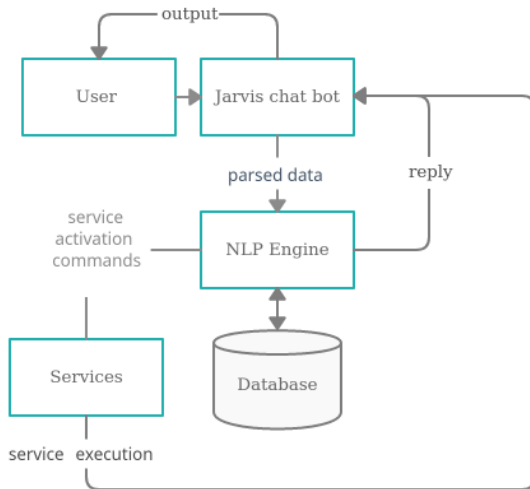 output
User
Jarvis chat bot
parsed data
reply
service
activation
commands
NLP Engine
Services
Database
service execution